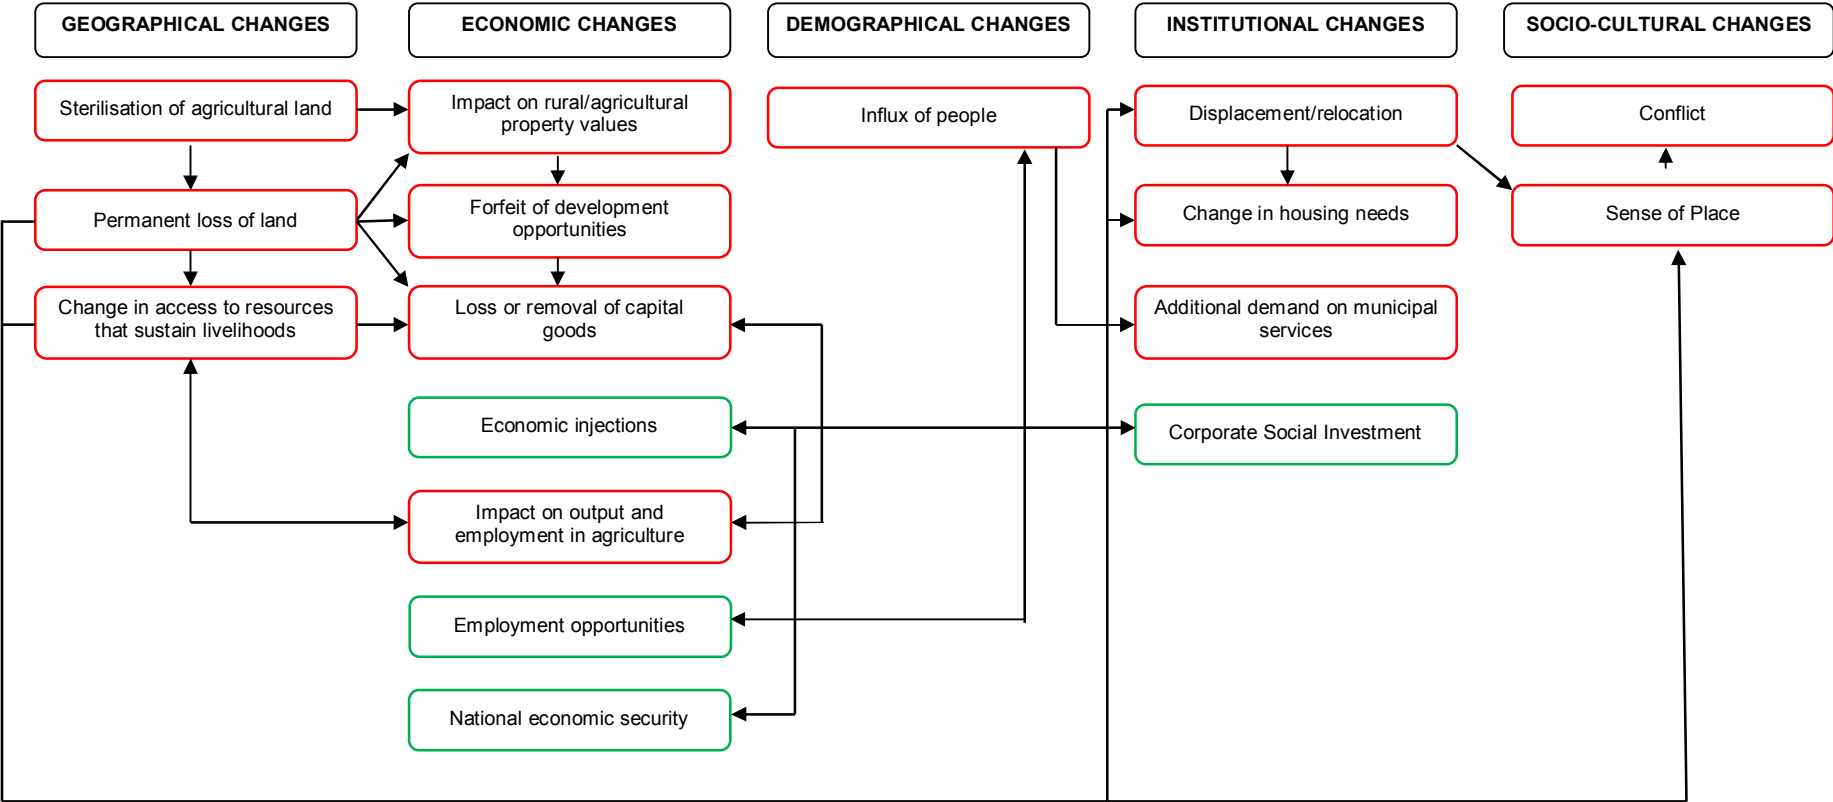 GEOGRAPHICAL CHANGES
ECONOMIC CHANGES
DEMOGRAPHICAL CHANGES
INSTITUTIONAL CHANGES
SOCIO-CULTURAL CHANGES
Sterilisation of agricultural land
Permanent loss of land
Change in access to resources
that sustain livelihoods
Impact on rural/agricultural
property values
Forfeit of development
opportunities
Loss or removal of capital
goods
Economic injections
Impact on output and
employment in agriculture
Employment opportunities
National economic security
Influx of people
Displacement/relocation
Change in housing needs
Additional demand on municipal
services
Corporate Social Investment
Conflict
Sense of Place